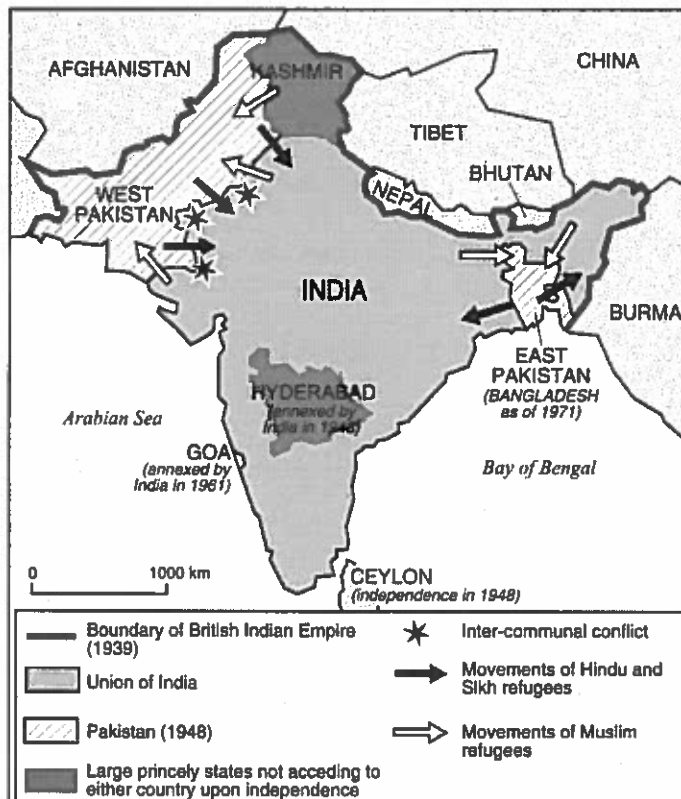 AFGHANISTAN
KASHMIR
CHINA
TIBET
BHUTAN
NEPAL
WEST
PAKISTAN
INDIA
BURMA
EAST
PAKISTAN
(BANGLADESH
as of 1971)
HYDERABAD
(annexed by
India in 1948)
Arabian Sea
GOA
(annexed by
India in 1961)
Bay of Bengal
CEYLON
(independence in 1948)
0 1000 km
Boundary of British Indian Empire
(1939)
Union of India
Pakistan (1948)
Large princely states not acceding to
either country upon independence
Inter-communal conflict
Movements of Hindu and
Sikh refugees
Movements of Muslim
refugees